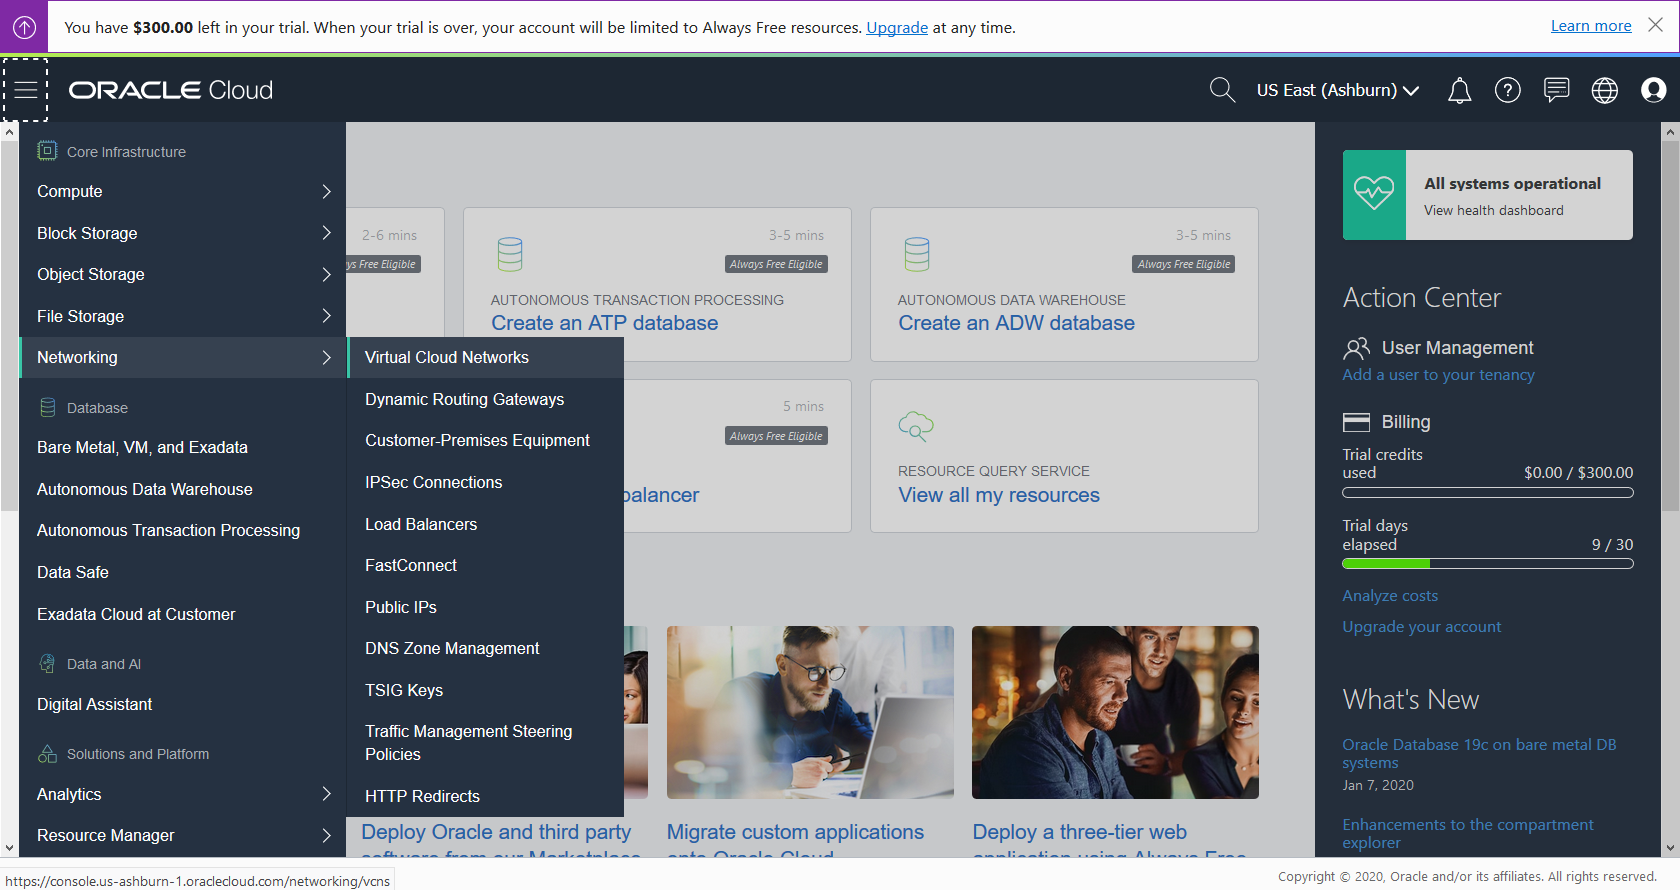 You have $300.00 left in your trial. When your trial is over, your account will be limited to Always Free resources. Upgrade at any time.
Learn more
ORACLE Cloud
US East (Ashburn)
Core Infrastructure
Compute
Block Storage
Object Storage
File Storage
Networking
Database
Bare Metal, VM, and Exadata
Autonomous Data Warehouse
Autonomous Transaction Processing
Data Safe
Exadata Cloud at Customer
Data and AI
Digital Assistant
Solutions and Platform
Analytics
Resource Manager
Virtual Cloud Networks
Dynamic Routing Gateways
Customer-Premises Equipment
IPSec Connections
Load Balancers
FastConnect
Public IPs
DNS Zone Management
TSIG Keys
Traffic Management Steering
Policies
HTTP Redirects
2-6 mins
ys Free Eligible
3-5 mins
Always Free Eligible
AUTONOMOUS TRANSACTION PROCESSING
Create an ATP database
3-5 mins
Always Free Eligible
AUTONOMOUS DATA WAREHOUSE
Create an ADW database
5 mins
Always Free Eligible
balancer
RESOURCE QUERY SERVICE
View all my resources
Deploy Oracle and third party
software from our Marketplace
Migrate custom applications
onto Oracle Cloud
Deploy a three-tier web
application using Always Free
All systems operational
View health dashboard
Action Center
User Management
Add a user to your tenancy
Billing
Trial credits
used $0.00 / $300.00
Trial days
elapsed 9 / 30
Analyze costs
Upgrade your account
What's New
Oracle Database 19c on bare metal DB
systems
Jan 7, 2020
Enhancements to the compartment
explorer
https://console.us-ashburn-1.oraclecloud.com/networking/vcns
Copyright © 2020, Oracle and/or its affiliates. All rights reserved.